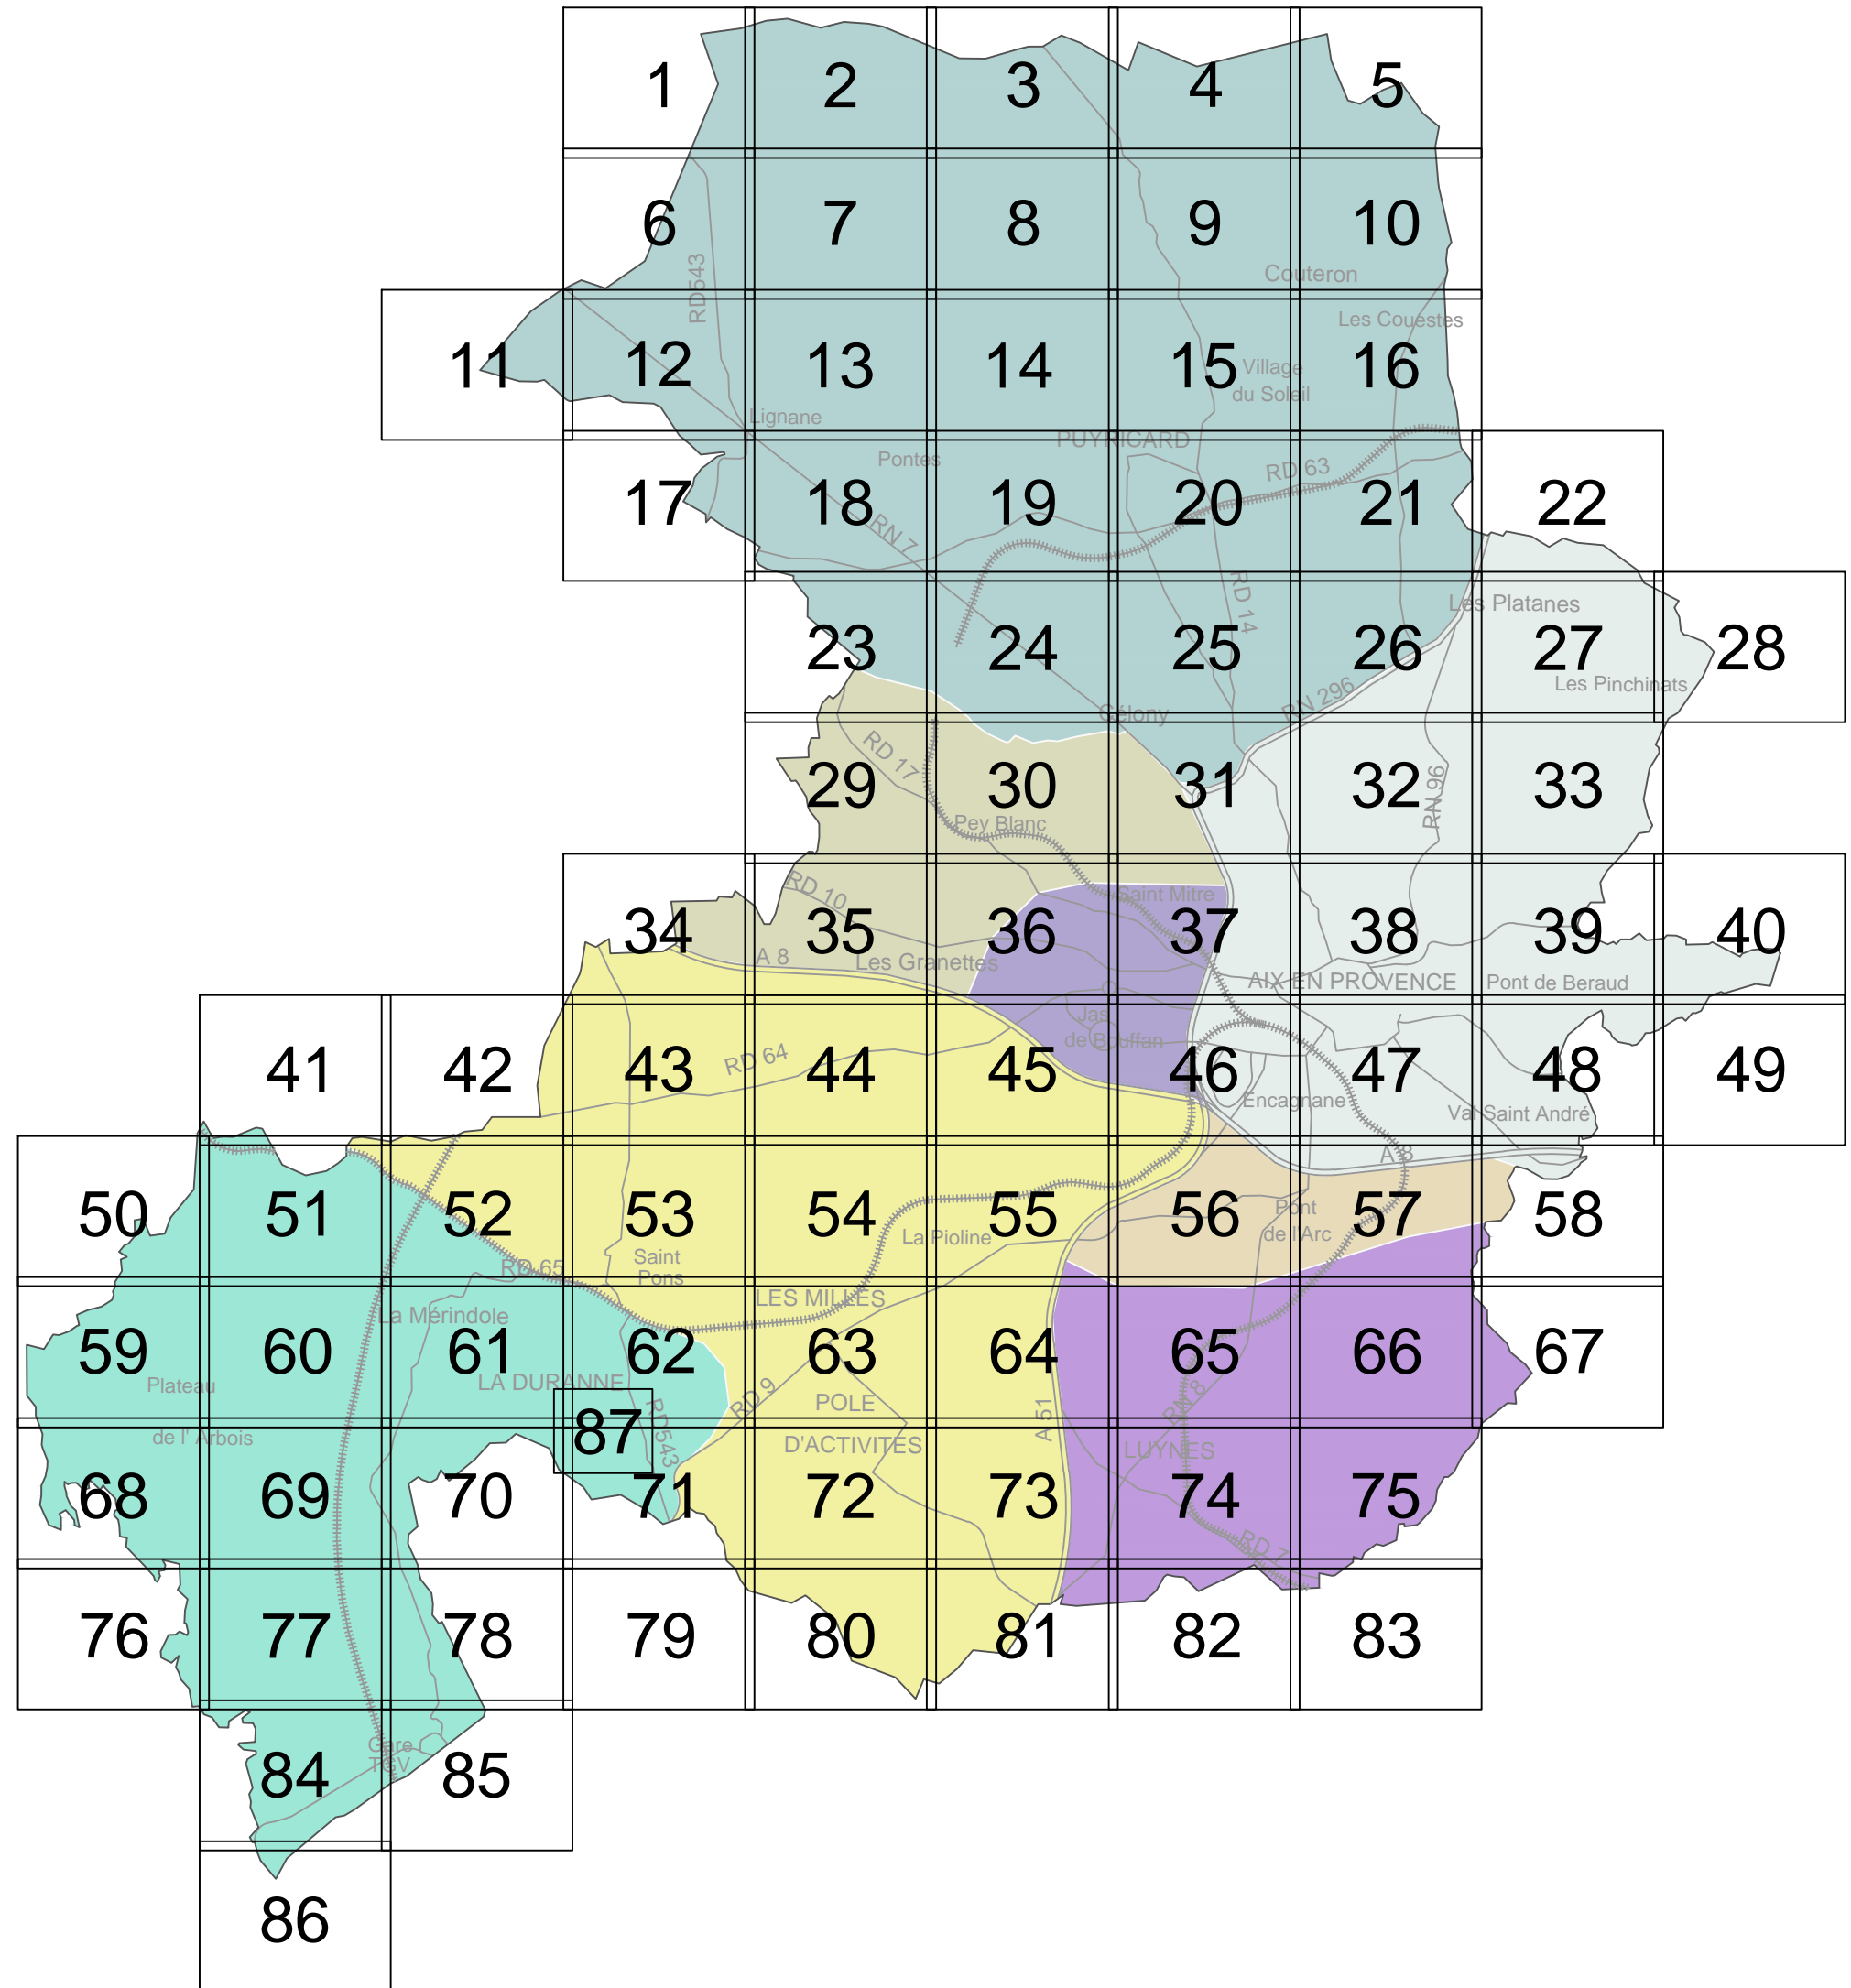 1 2 3 4 5
6 7 8 9 10
RD543
Couteron
Les Couéstes
11 12 13 14 15 16
Village
du Soleil
Lignane
PUYRICARD
Pontes
RD 63
17 18 19 20 21 22
RN 7
RD 14
Les Platanes
23 24 25 26 27 28
Les Pinchinats
RN 296
Célony
RD 17
29 30 31 32 33
RN 96
Pey Blanc
RD 10
Saint Mitre
34 35 36 37 38 39 40
A 8
Les Granettes
AIX EN PROVENCE
Pont de Beraud
Jas
de Bouffan
RD 64
41 42 43 44 45 46 47 48 49
Encagnane
Val Saint André
A 8
50 51 52 53 54 55 56 57 58
Pont
de l'Arc
La Pioline
Saint
Pons
RD 65
LES MILLES
La Mérindole
59 60 61 62 63 64 65 66 67
Plateau
de l' Arbois
LA DURANNE
RD 9
RN 8
POLE
D'ACTIVITES
A 51
RD543
87
LUYNES
68 69 70 71 72 73 74 75
RD 7
76 77 78 79 80 81 82 83
Gare
TGV
84 85
86